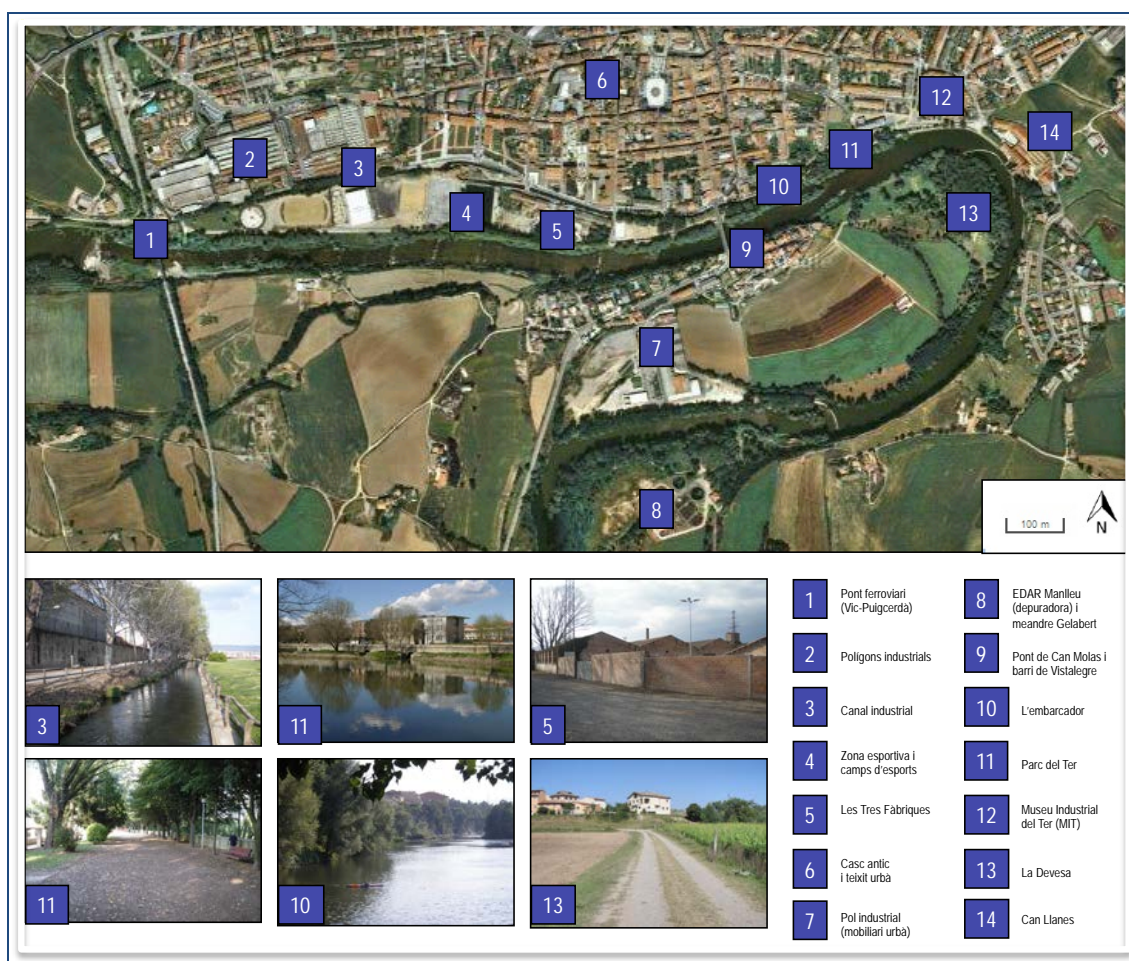 6
12
14
11
2
3
10
4
13
5
1
9
7
8
100 m
N
3
11
5
11
10
13
1 Pont ferroviari
(Vic-Puigcerdà)
2 Polígons industrials
3 Canal industrial
4 Zona esportiva i
camps d'esports
5 Les Tres Fàbriques
6 Casc antic
i teixit urbà
7 Pol industrial
(mobiliari urbà)
8 EDAR Manlleu
(depuradora) i
meandre Gelabert
9 Pont de Can Molas i
barri de Vistalegre
10 L'embarcador
11 Parc del Ter
12 Museu Industrial
del Ter (MIT)
13 La Devesa
14 Can Llanes